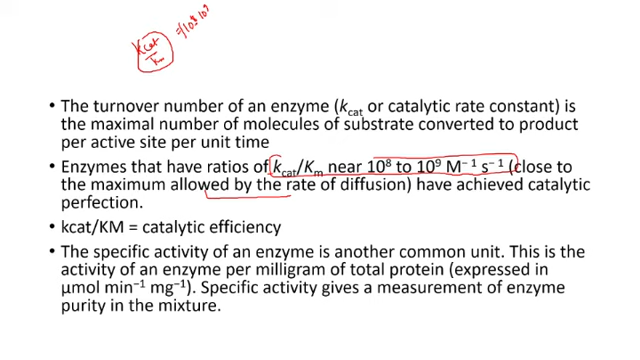 kcat/Km = 10⁸ 10⁹
• The turnover number of an enzyme (kcat or catalytic rate constant) is
the maximal number of molecules of substrate converted to product
per active site per unit time
• Enzymes that have ratios of kcat/Km near 10⁸ to 10⁹ M⁻¹ s⁻¹ (close to
the maximum allowed by the rate of diffusion) have achieved catalytic
perfection.
• kcat/KM = catalytic efficiency
• The specific activity of an enzyme is another common unit. This is the
activity of an enzyme per milligram of total protein (expressed in
μmol min⁻¹ mg⁻¹). Specific activity gives a measurement of enzyme
purity in the mixture.